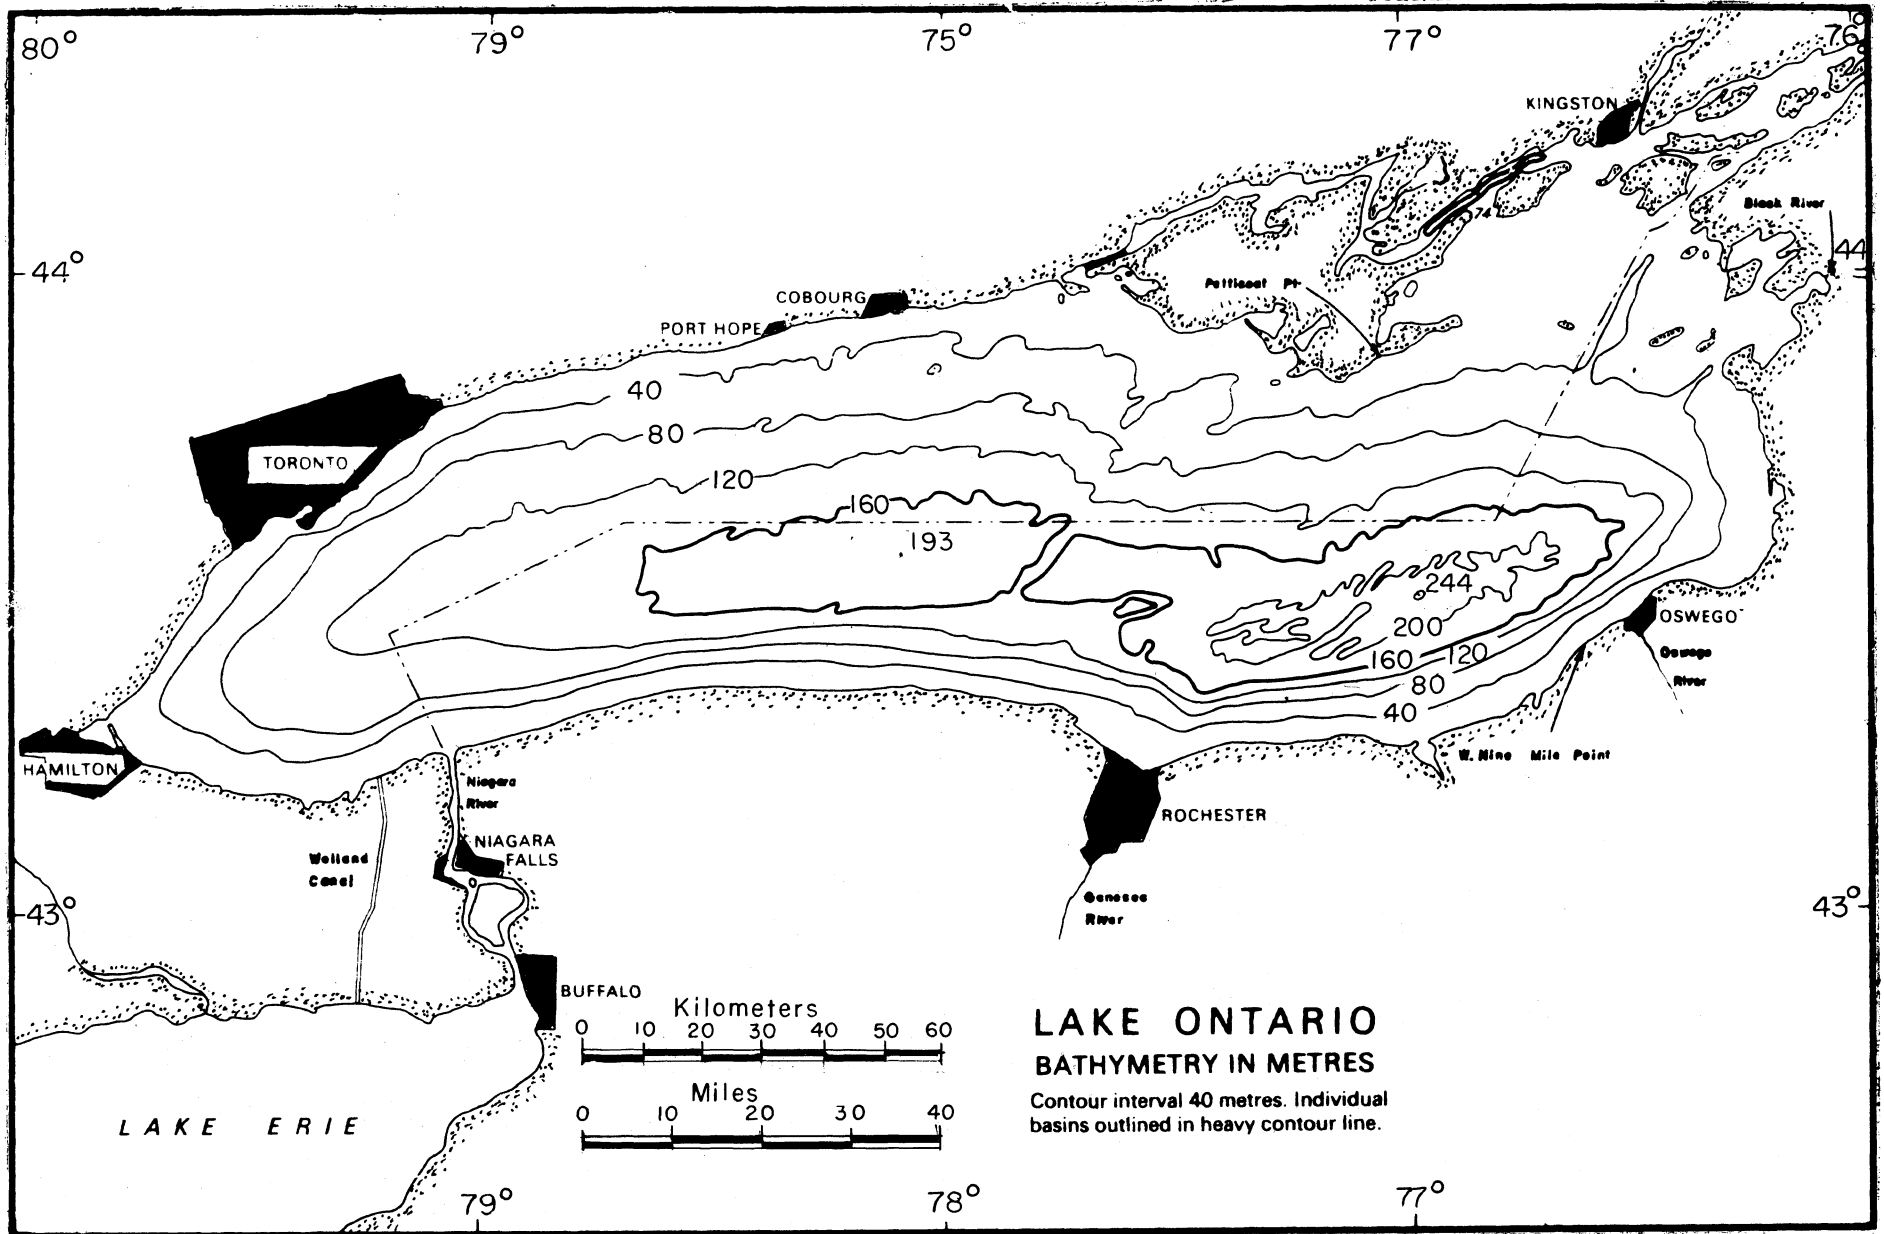 80°
79°
75°
77°
76°
KINGSTON
Black River
74
44°
44
Petticoat Pt.
COBOURG
PORT HOPE
40
80
TORONTO
120
160
193
244
200
160
120
80
40
OSWEGO
Oswego
River
W. Nine Mile Point
HAMILTON
Niagara
River
ROCHESTER
NIAGARA
FALLS
Welland
Canal
Genesee
River
43°
43°
BUFFALO
Kilometers
0 10 20 30 40 50 60
Miles
0 10 20 30 40
LAKE ONTARIO
BATHYMETRY IN METRES
Contour interval 40 metres. Individual
basins outlined in heavy contour line.
LAKE ERIE
79°
78°
77°